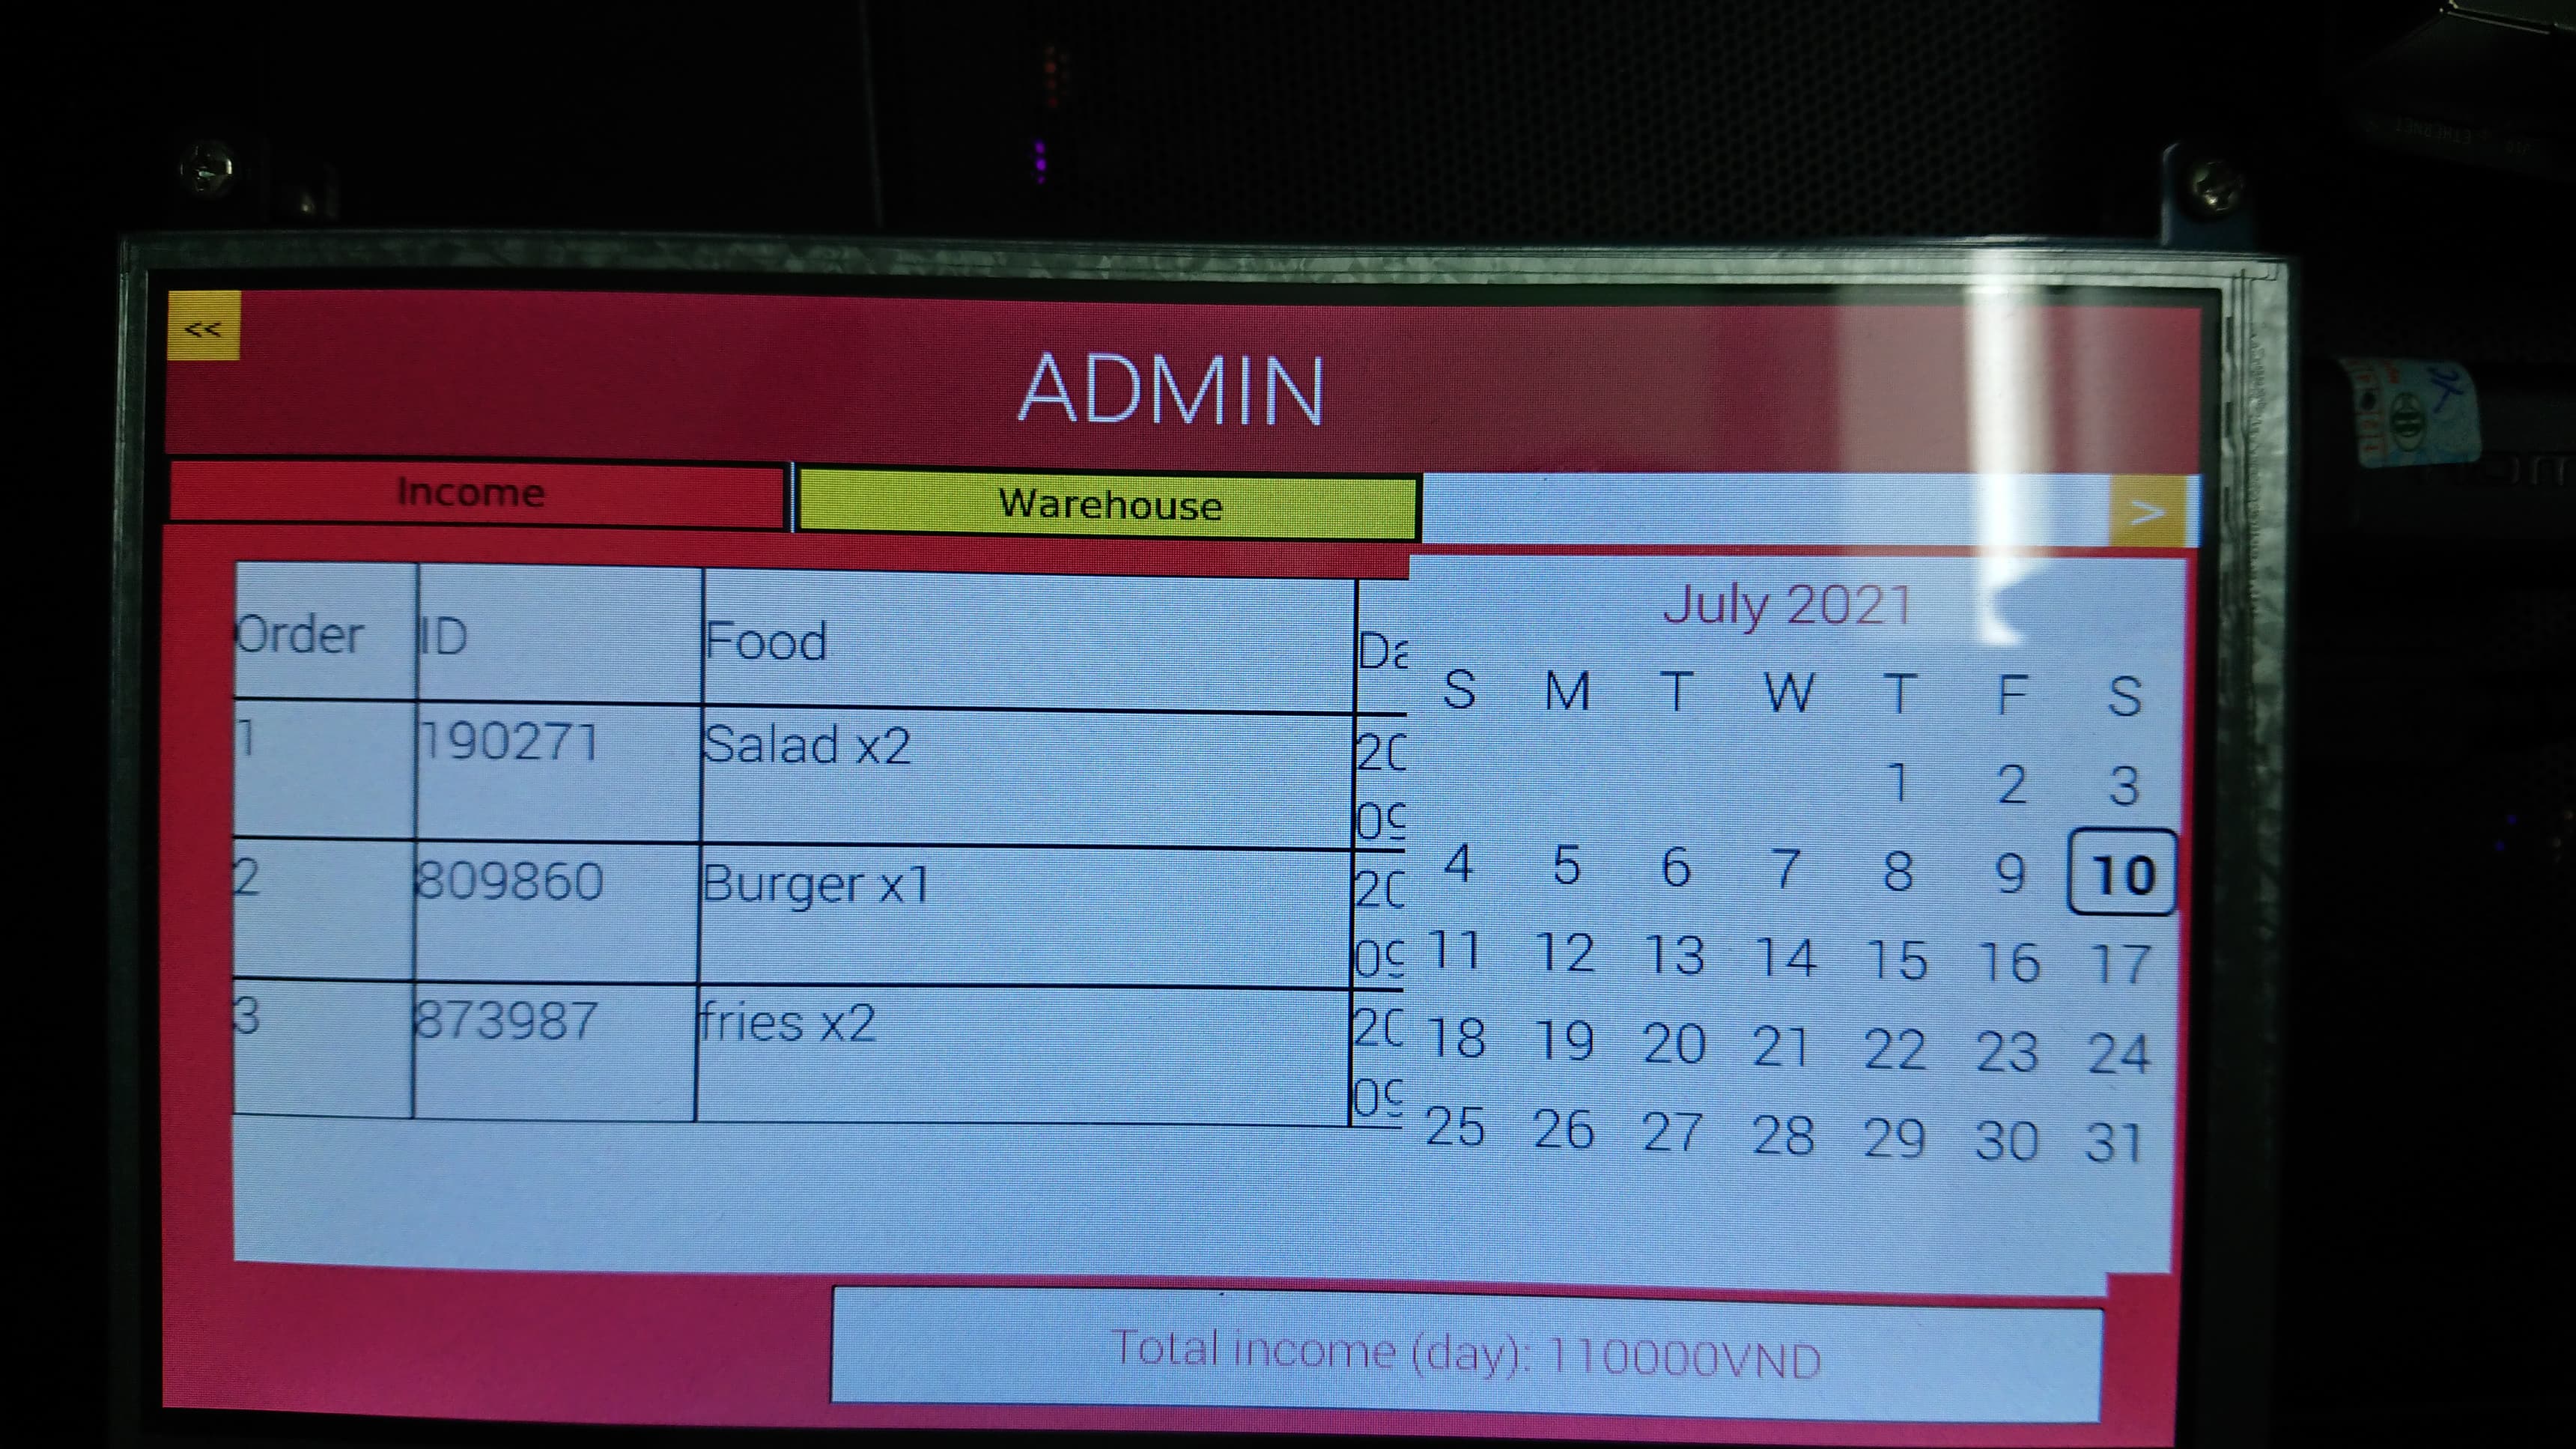 <<
ADMIN
Income
Warehouse
>
Order ID Food
1 190271 Salad x2
2 809860 Burger x1
3 873987 fries x2
July 2021
S M T W T F S
1 2 3
4 5 6 7 8 9 10
11 12 13 14 15 16 17
18 19 20 21 22 23 24
25 26 27 28 29 30 31
Total income (day): 110000VND